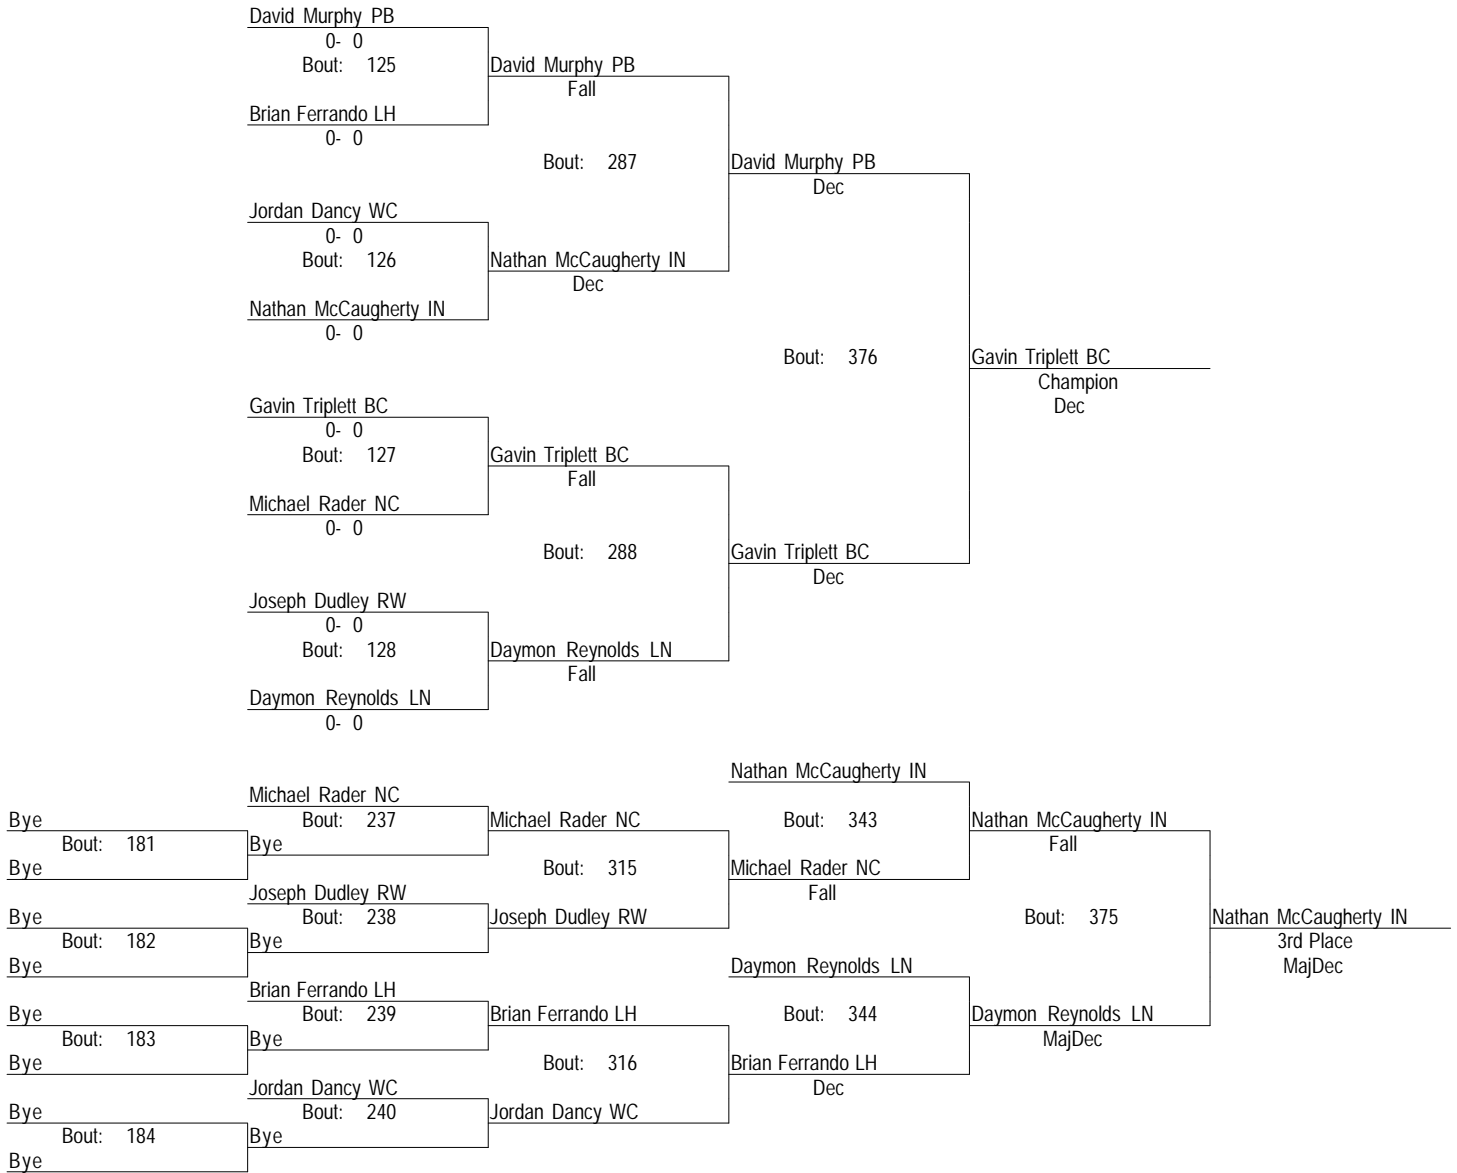 David Murphy PB
0- 0
Bout: 125 David Murphy PB
Fall
Brian Ferrando LH
0- 0
Bout: 287 David Murphy PB
Dec
Jordan Dancy WC
0- 0
Bout: 126 Nathan McCaugherty IN
Dec
Nathan McCaugherty IN
0- 0
Bout: 376 Gavin Triplett BC
Champion
Gavin Triplett BC Dec
0- 0
Bout: 127 Gavin Triplett BC
Fall
Michael Rader NC
0- 0
Bout: 288 Gavin Triplett BC
Dec
Joseph Dudley RW
0- 0
Bout: 128 Daymon Reynolds LN
Fall
Daymon Reynolds LN
0- 0
Nathan McCaugherty IN
Michael Rader NC
Bye Bout: 237 Michael Rader NC Bout: 343 Nathan McCaugherty IN
Bout: 181 Bye Fall
Bye Bout: 315 Michael Rader NC
Joseph Dudley RW Fall
Bye Bout: 238 Joseph Dudley RW Bout: 375 Nathan McCaugherty IN
Bout: 182 Bye 3rd Place
Bye Daymon Reynolds LN MajDec
Brian Ferrando LH
Bye Bout: 239 Brian Ferrando LH Bout: 344 Daymon Reynolds LN
Bout: 183 Bye MajDec
Bye Bout: 316 Brian Ferrando LH
Jordan Dancy WC Dec
Bye Bout: 240 Jordan Dancy WC
Bout: 184 Bye
Bye